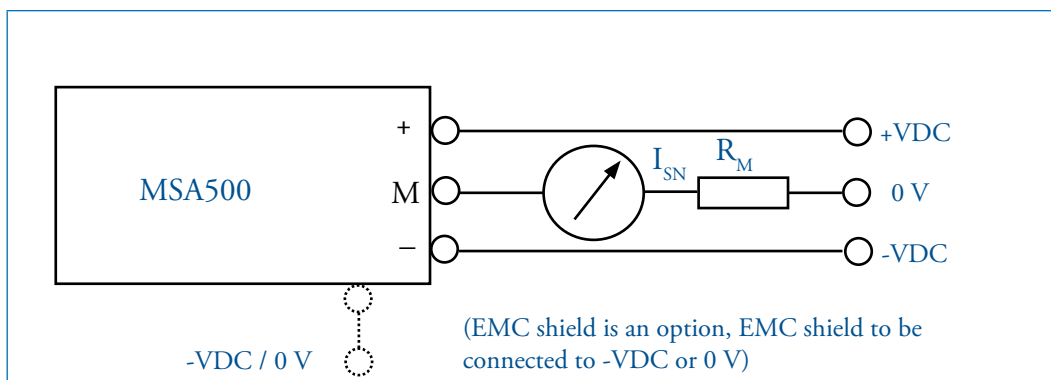 +
+VDC
MSA500
M
I_SN
R_M
0 V
–
-VDC
-VDC / 0 V
(EMC shield is an option, EMC shield to be
connected to -VDC or 0 V)